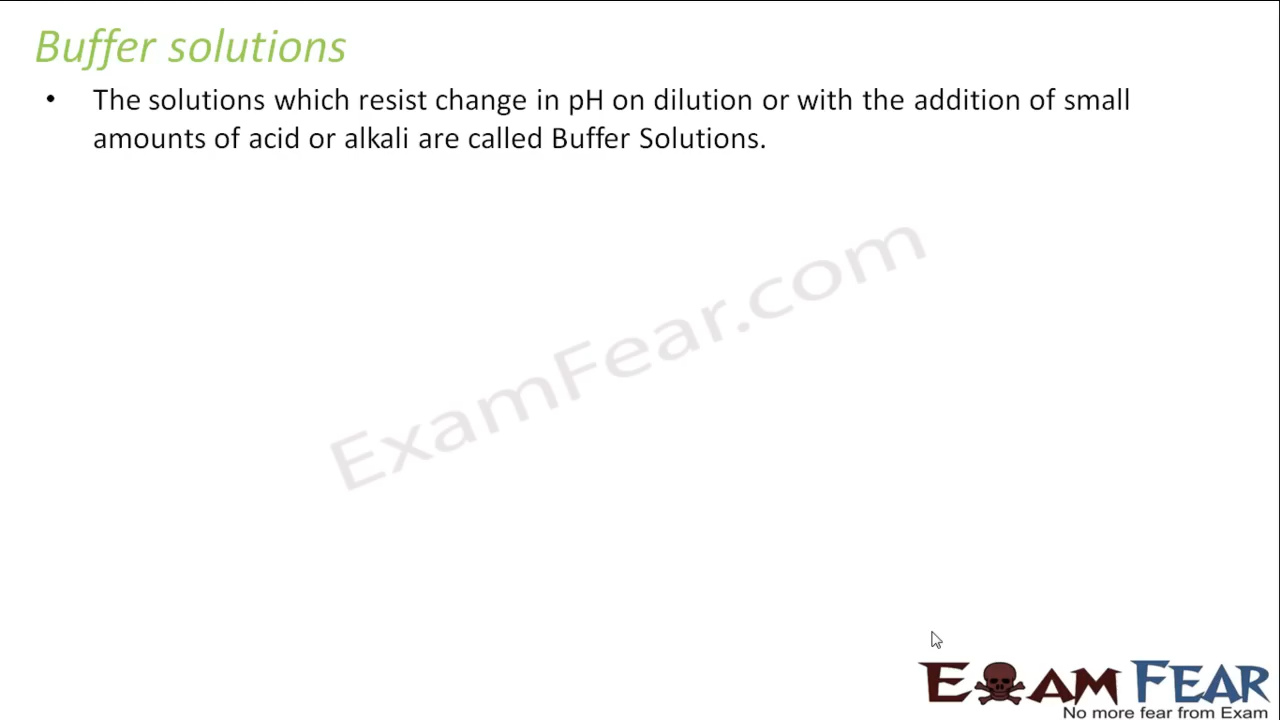 Buffer solutions
• The solutions which resist change in pH on dilution or with the addition of small
amounts of acid or alkali are called Buffer Solutions.
ExamFear.com
EXAM FEAR
No more fear from Exam